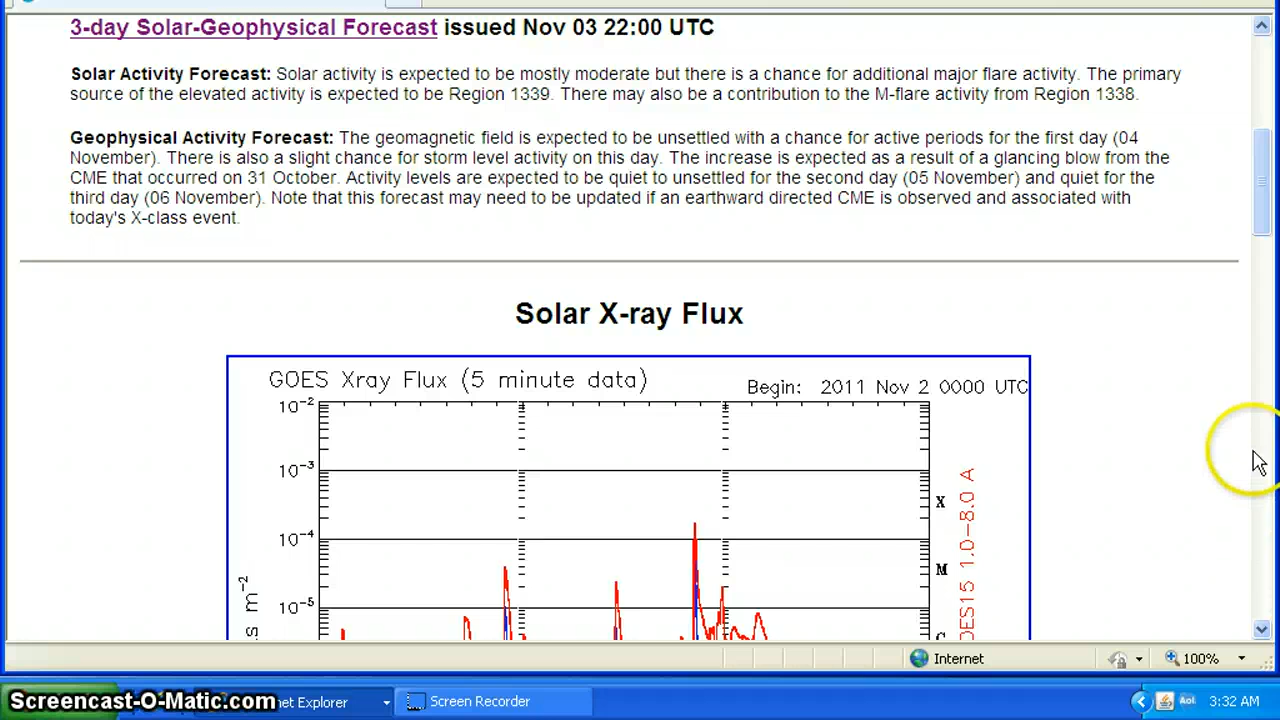 3-day Solar-Geophysical Forecast issued Nov 03 22:00 UTC
Solar Activity Forecast: Solar activity is expected to be mostly moderate but there is a chance for additional major flare activity. The primary
source of the elevated activity is expected to be Region 1339. There may also be a contribution to the M-flare activity from Region 1338.
Geophysical Activity Forecast: The geomagnetic field is expected to be unsettled with a chance for active periods for the first day (04
November). There is also a slight chance for storm level activity on this day. The increase is expected as a result of a glancing blow from the
CME that occurred on 31 October. Activity levels are expected to be quiet to unsettled for the second day (05 November) and quiet for the
third day (06 November). Note that this forecast may need to be updated if an earthward directed CME is observed and associated with
today's X-class event.
Solar X-ray Flux
GOES Xray Flux (5 minute data)
Begin: 2011 Nov 2 0000 UTC
10-2
10-3
10-4
10-5
X
M
C
OES15 1.0-8.0 A
s m-2
Internet
100%
Screencast-O-Matic.com
net Explorer
Screen Recorder
Aol
3:32 AM